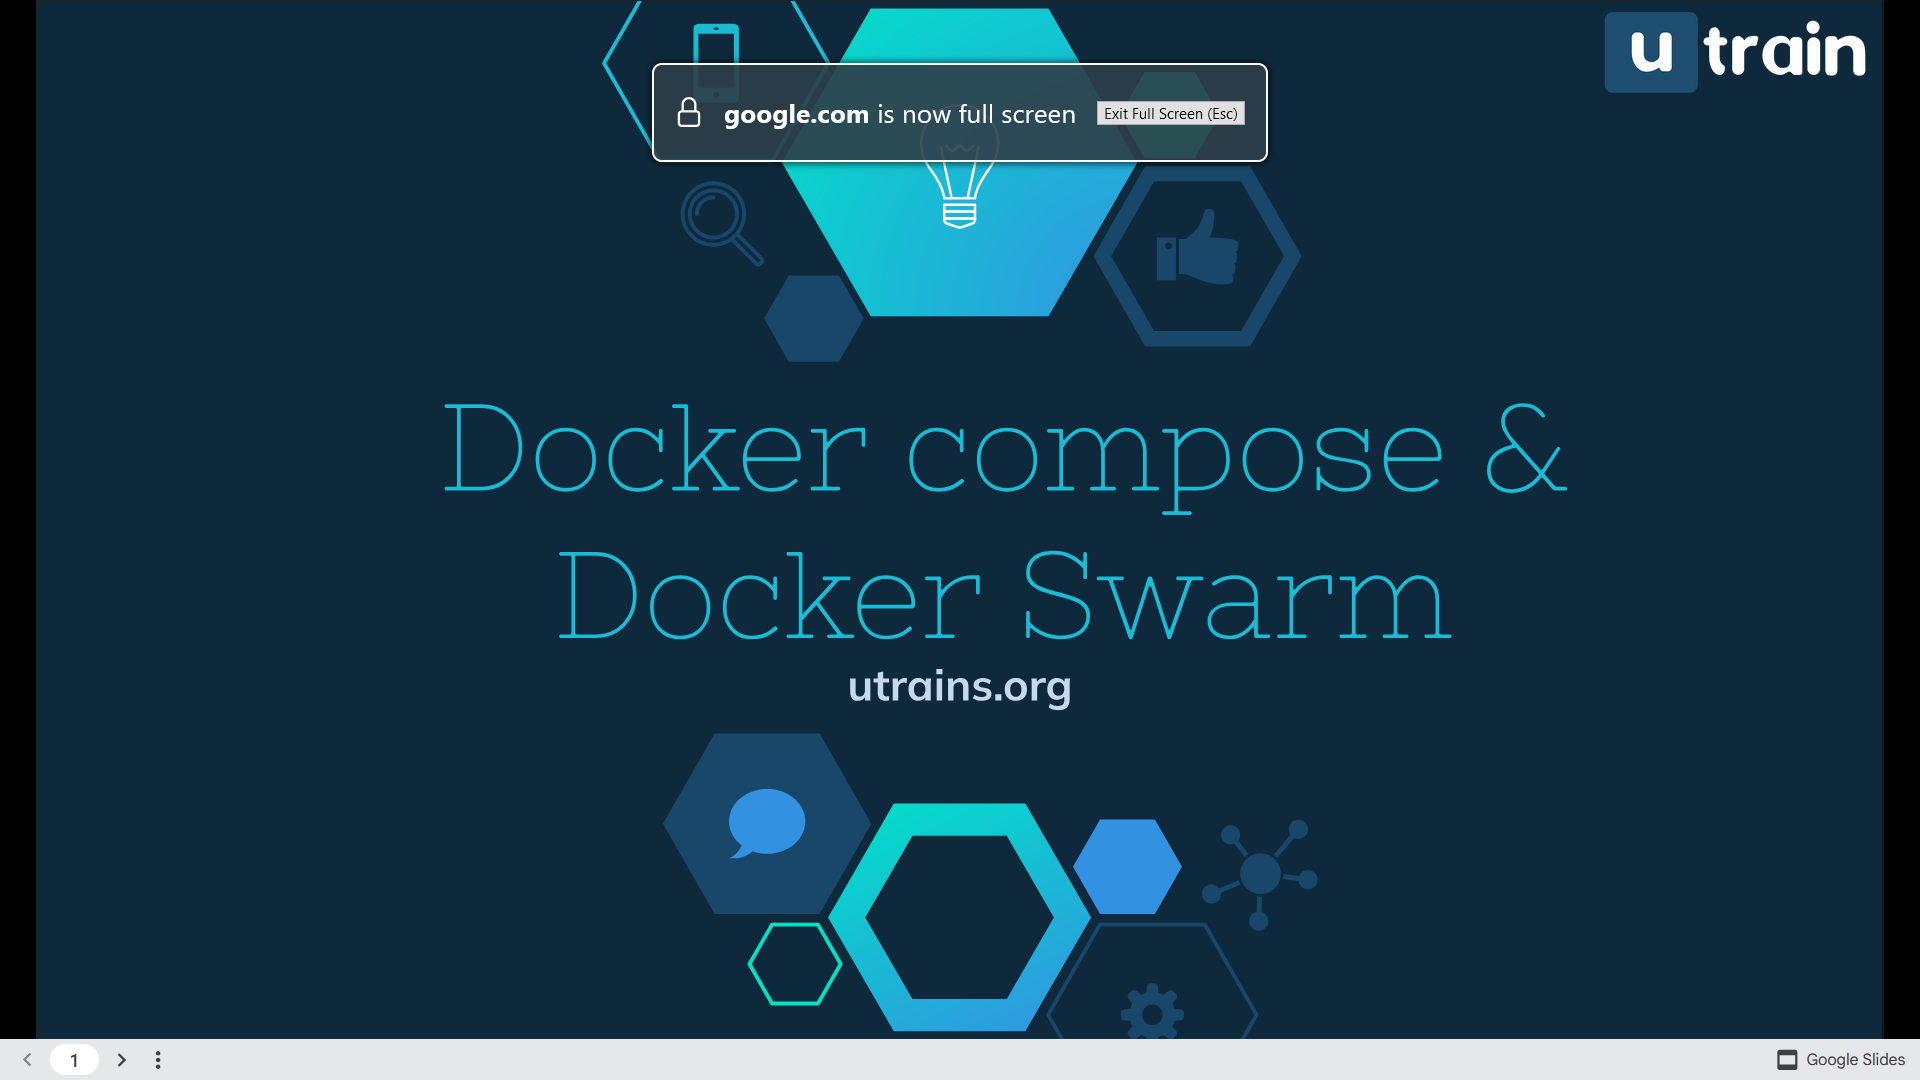 u train
google.com is now full screen Exit Full Screen (Esc)
Docker compose &
Docker Swarm
utrains.org
1
Google Slides